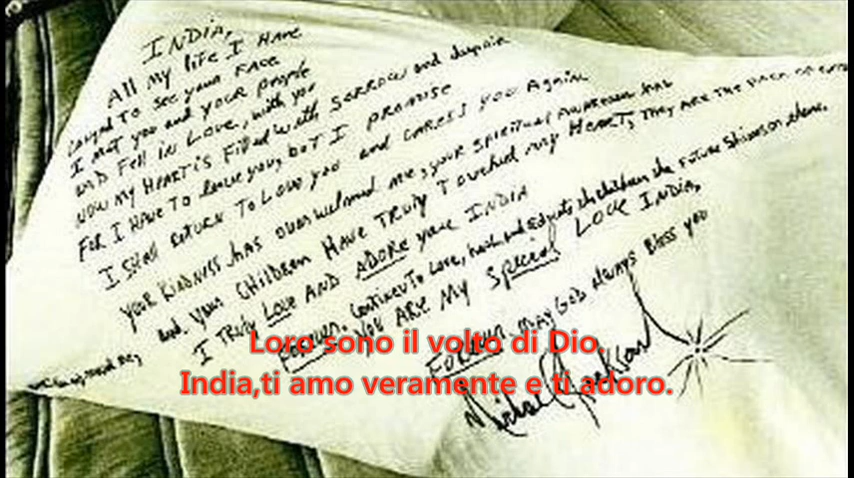 INDIA,
All my life I HAVE
Longed To see your FACE
I met you and your people
and Fell in Love, with you
NOW my HEART is Filled with SORROW and despair
FOR I HAVE TO leave you, but I PROMISE
I SHALL RETURN TO Love you and CARESS you AgAin
YOUR KINDNESS has overwhelmed me, your SPIRITUAL AWARENESS has
and your CHILDREN HAVE TRULY Touched my HEART, They are the FACE OF
I TRULY LOVE AND ADORE you INDIA
FOREVER. CONTINUE To Love, and the children the Future Shines on
YOU ARE My SpeciAl LOVE INDIA,
FOREVER. MAY GOD Always Bless you
Michael Jackson
Loro sono il volto di Dio
India,ti amo veramente e ti adoro.